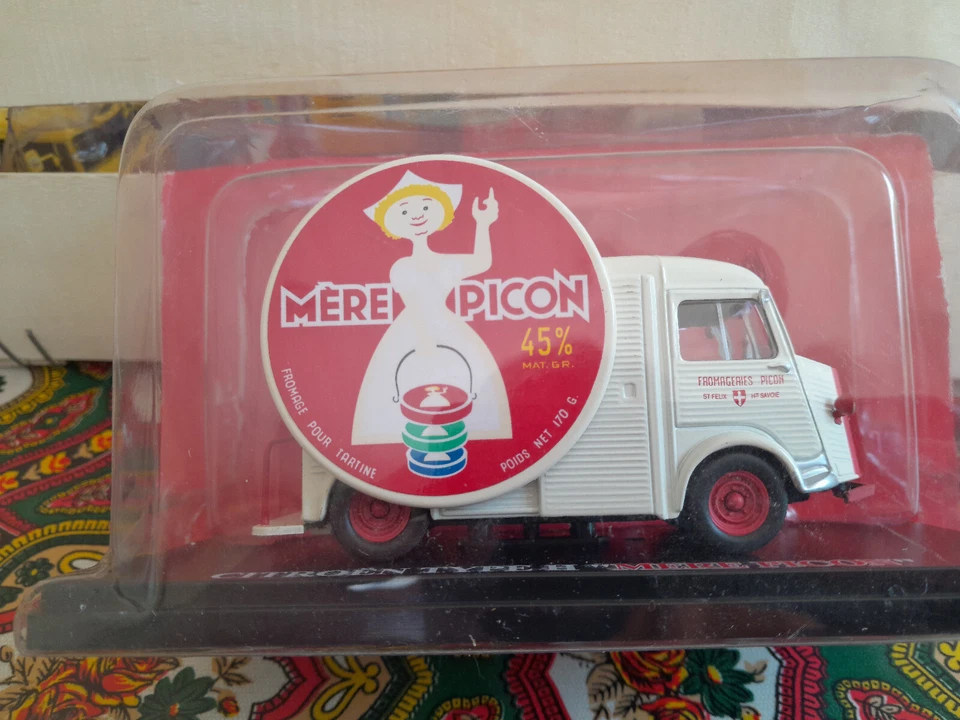 MÈRE PICON
45%
MAT. GR.
FROMAGE POUR TARTINE
POIDS NET 170 G.
FROMAGERIES PICON
ST FELIX HTE SAVOIE
CITROËN TYPE H "MÈRE PICON"